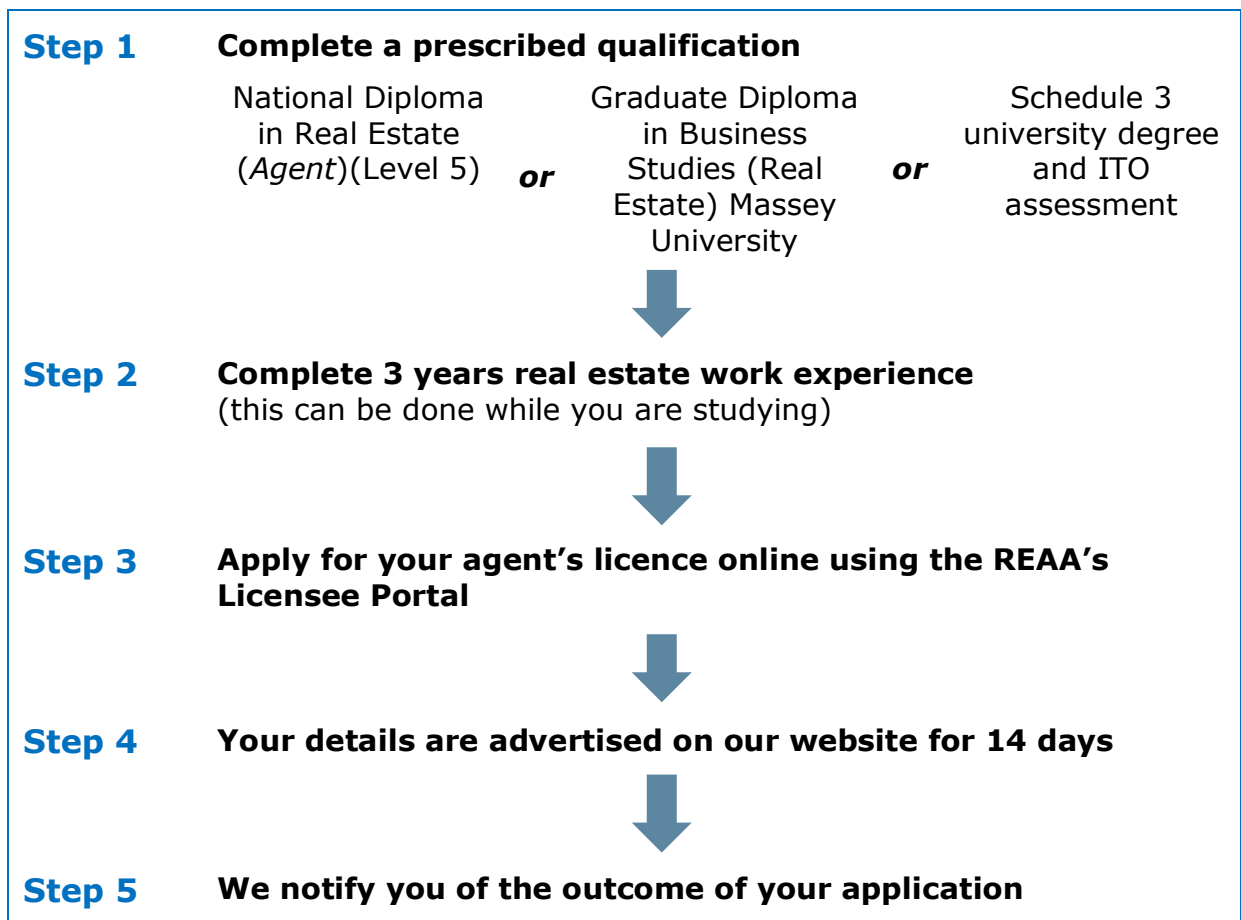 Step 1 Complete a prescribed qualification
National Diploma
in Real Estate
(Agent)(Level 5)
or
Graduate Diploma
in Business
Studies (Real
Estate) Massey
University
or
Schedule 3
university degree
and ITO
assessment
Step 2 Complete 3 years real estate work experience
(this can be done while you are studying)
Step 3 Apply for your agent’s licence online using the REAA’s
Licensee Portal
Step 4 Your details are advertised on our website for 14 days
Step 5 We notify you of the outcome of your application